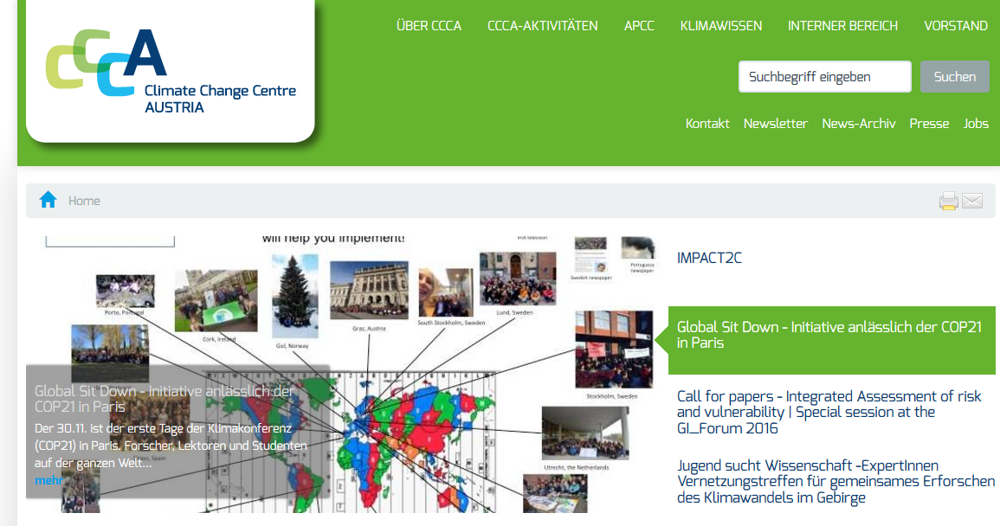 ÜBER CCCA CCCA-AKTIVITÄTEN APCC KLIMAWISSEN INTERNER BEREICH VORSTAND
CCCA
Climate Change Centre
AUSTRIA
Suchbegriff eingeben Suchen
Kontakt Newsletter News-Archiv Presse Jobs
Home
will help you implement!
Swedish newspaper
Portuguese
newspaper
Porto, Portugal
Cork, Ireland
Gol, Norway
Graz, Austria
South Stockholm, Sweden
Lund, Sweden
Stockholm, Sweden
Utrecht, the Netherlands
Global Sit Down - Initiative anlässlich der
COP21 in Paris
Der 30.11. ist der erste Tage der Klimakonferenz
(COP21) in Paris. Forscher, Lektoren und Studenten
auf der ganzen Welt...
mehr
IMPACT2C
Global Sit Down - Initiative anlässlich der COP21
in Paris
Call for papers - Integrated Assessment of risk
and vulnerability | Special session at the
GI_Forum 2016
Jugend sucht Wissenschaft -ExpertInnen
Vernetzungstreffen für gemeinsames Erforschen
des Klimawandels im Gebirge